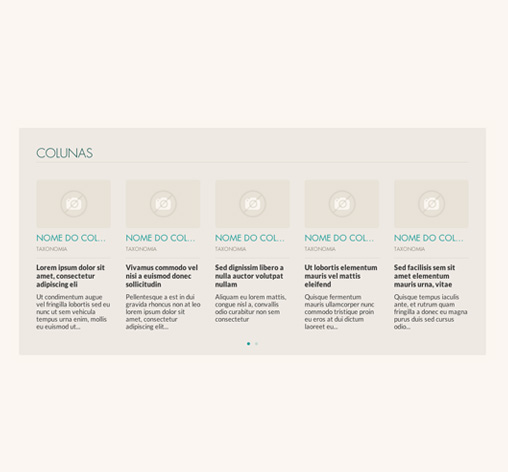 COLUNAS
NOME DO COL...
TAXONOMIA
Lorem ipsum dolor sit
amet, consectetur
adipiscing eli
Ut condimentum augue
vel fringilla lobortis sed eu
nunc ut sem vehicula
tempus urna enim, mollis
eu euismod ut...
NOME DO COL...
TAXONOMIA
Vivamus commodo vel
nisi a euismod donec
sollicitudin
Pellentesque a est in dui
gravida rhoncus non at leo
lorem ipsum dolor sit
amet, consectetur
adipiscing elit...
NOME DO COL...
TAXONOMIA
Sed dignissim libero a
nulla auctor volutpat
nullam
Aliquam eu lorem mattis,
congue nisl a, convallis
odio curabitur non sem
consectetur
NOME DO COL...
TAXONOMIA
Ut lobortis elementum
mauris vel mattis
eleifend
Quisque fermentum
mauris ullamcorper nunc
commodo tristique proin
eu eros at dui dictum
laoreet eu...
NOME DO COL...
TAXONOMIA
Sed facilisis sem sit
amet elementum
mauris urna, vitae
Quisque tempus iaculis
ante, et rutrum quam
fringilla a donec eu magna
purus duis sed cursus
odio...